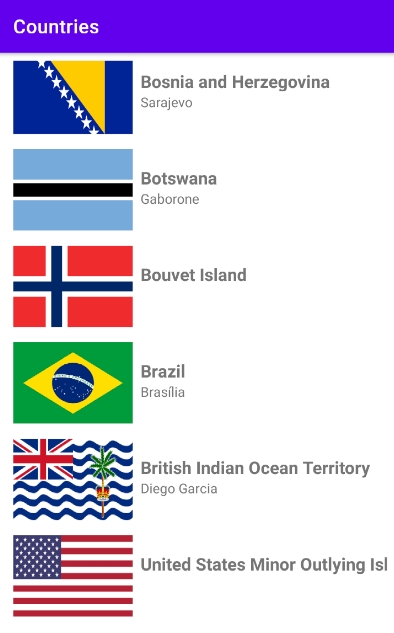 Countries
Bosnia and Herzegovina
Sarajevo
Botswana
Gaborone
Bouvet Island
Brazil
Brasília
British Indian Ocean Territory
Diego Garcia
United States Minor Outlying Isl